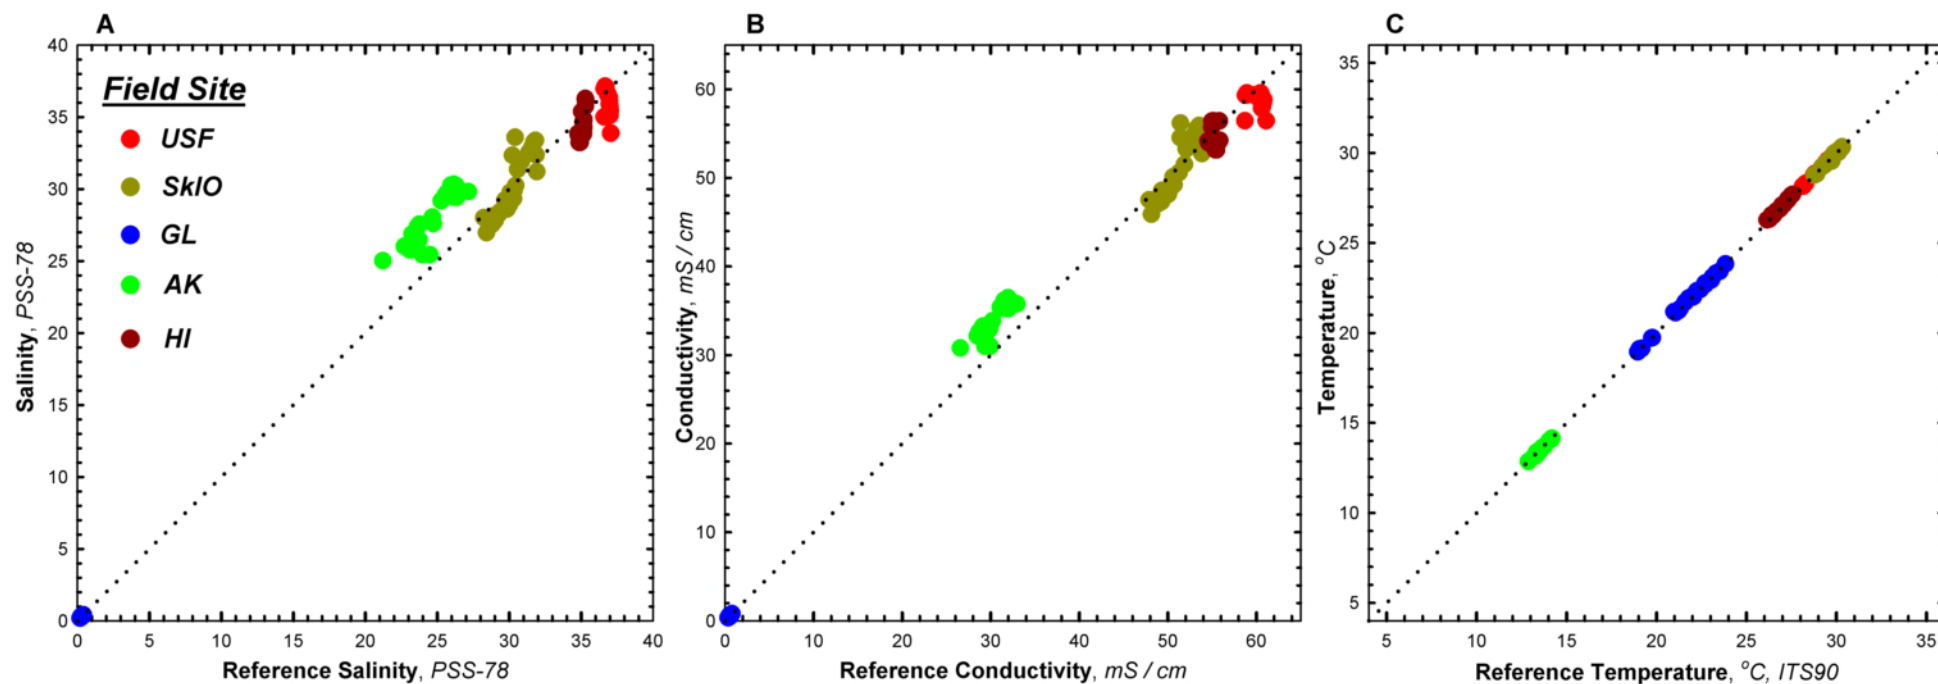 A
Salinity, PSS-78
40
35
30
25
20
15
10
5
0
Field Site
USF
SkIO
GL
AK
HI
0 5 10 15 20 25 30 35 40
Reference Salinity, PSS-78
B
Conductivity, mS / cm
60
50
40
30
20
10
0
0 10 20 30 40 50 60
Reference Conductivity, mS / cm
C
Temperature, °C
35
30
25
20
15
10
5
5 10 15 20 25 30 35
Reference Temperature, °C, ITS90